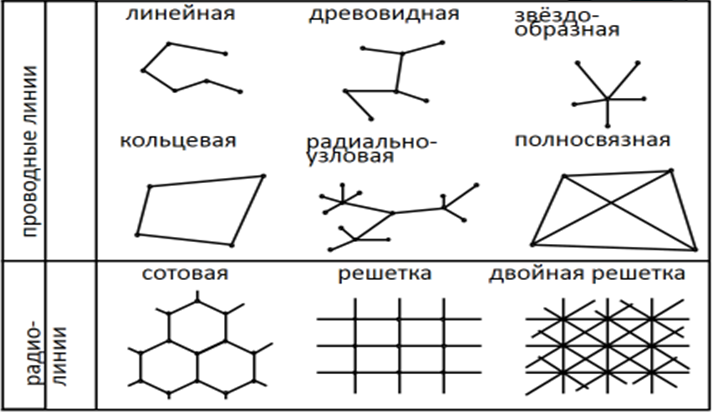 линейная
древовидная
звёздо-
образная
проводные линии
кольцевая
радиально-
узловая
полносвязная
сотовая
решетка
двойная решетка
радио-
линии